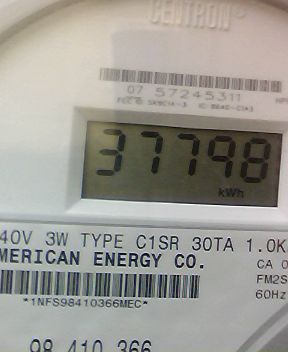 CENTRON®
07 57245311
37798
kWh
40V 3W TYPE C1SR 30TA 1.0K
MERICAN ENERGY CO.
CA 0
FM2S
60Hz
*1NFS98410366MEC*
98 410 366